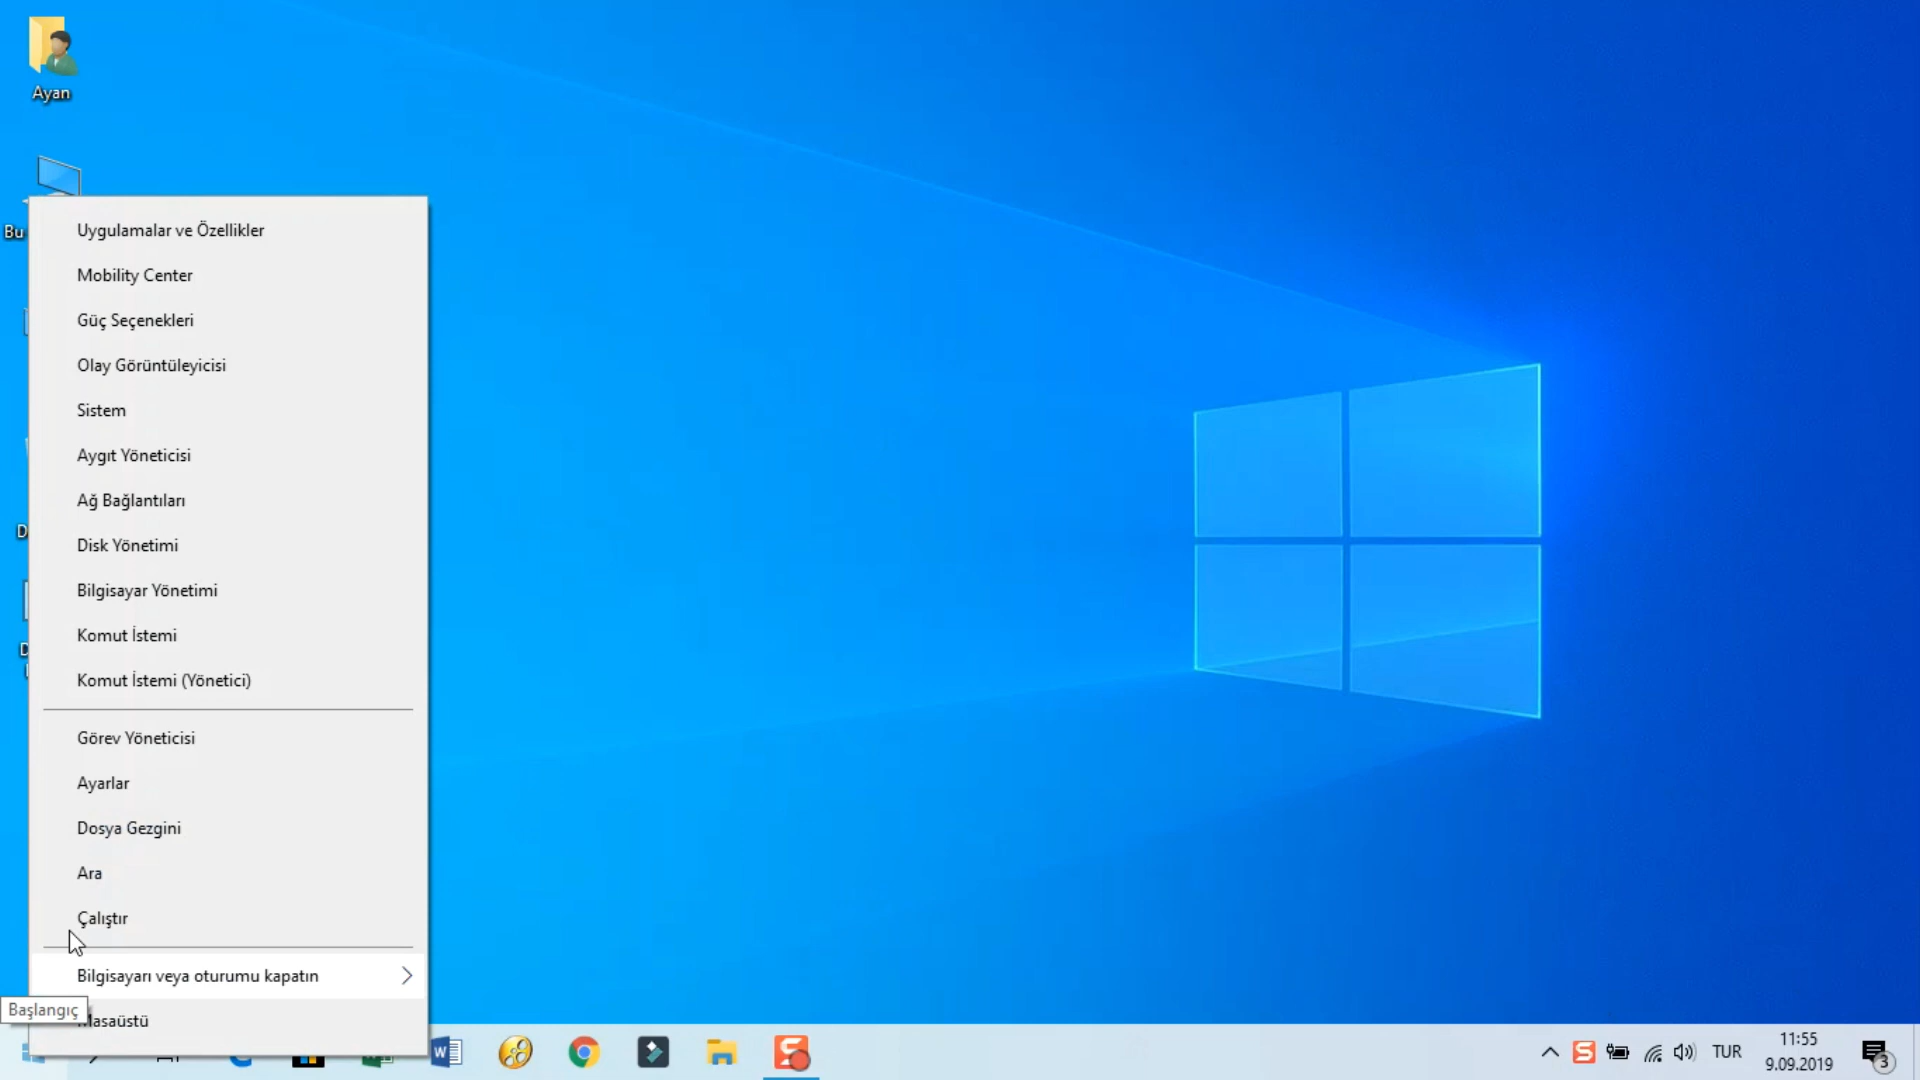 Ayan
Bu
Uygulamalar ve Özellikler
Mobility Center
Güç Seçenekleri
Olay Görüntüleyicisi
Sistem
Aygıt Yöneticisi
Ağ Bağlantıları
Disk Yönetimi
Bilgisayar Yönetimi
Komut İstemi
Komut İstemi (Yönetici)
Görev Yöneticisi
Ayarlar
Dosya Gezgini
Ara
Çalıştır
Bilgisayarı veya oturumu kapatın
Başlangıç
Masaüstü
TUR
11:55
9.09.2019
3